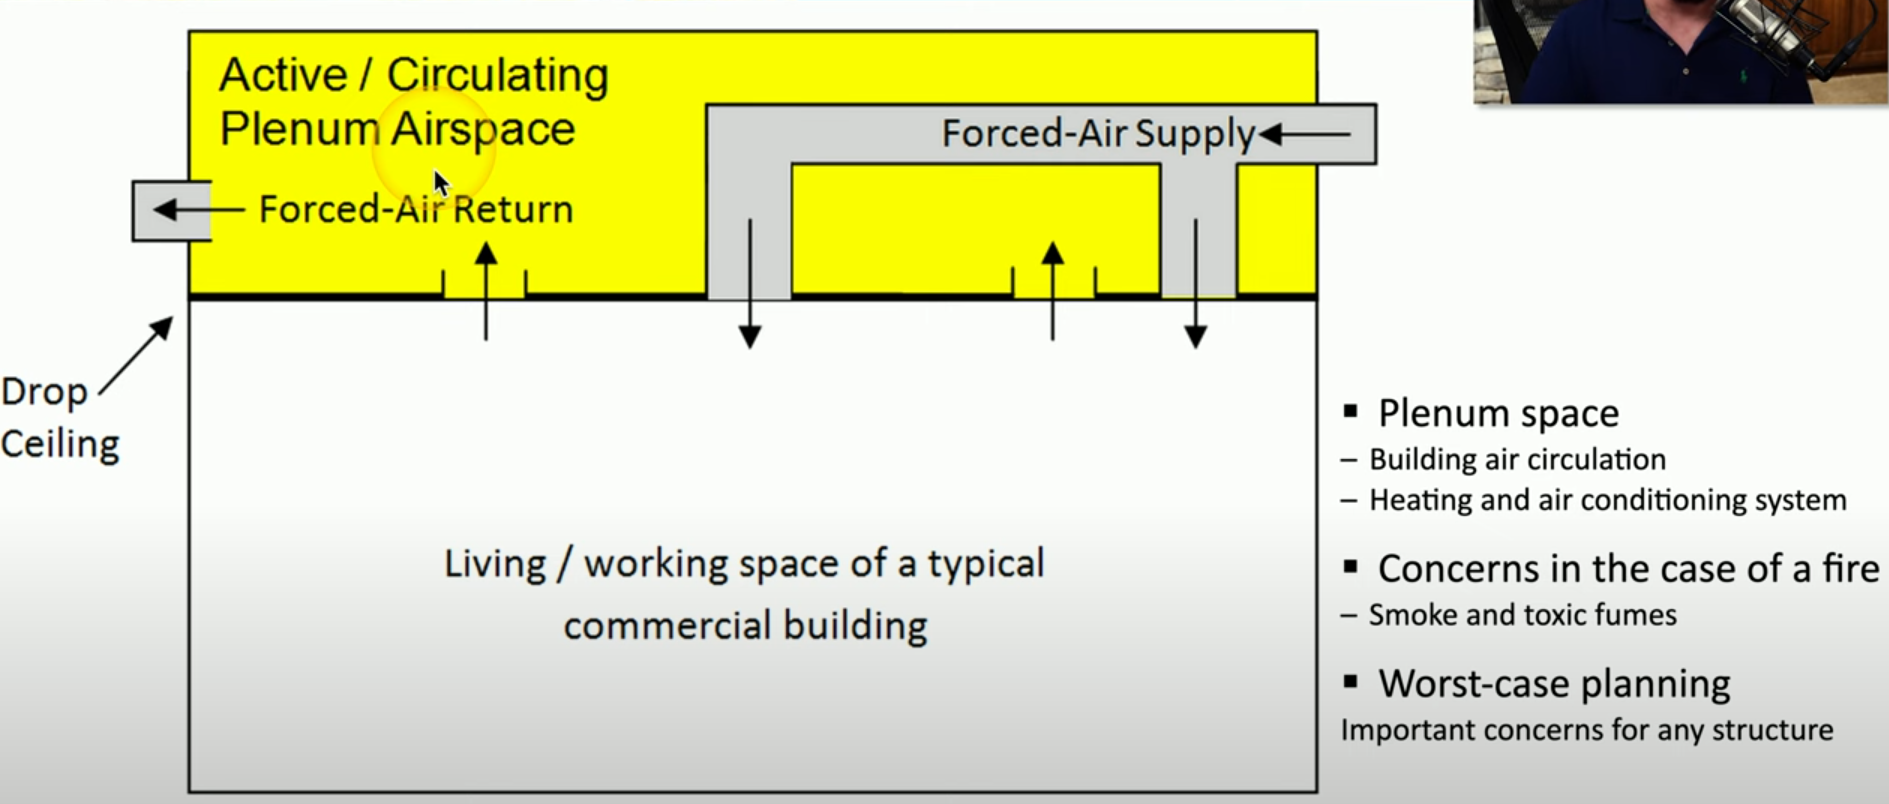 Active / Circulating
Plenum Airspace
Forced-Air Supply
Forced-Air Return
Drop
Ceiling
Living / working space of a typical
commercial building
▪ Plenum space
– Building air circulation
– Heating and air conditioning system
▪ Concerns in the case of a fire
– Smoke and toxic fumes
▪ Worst-case planning
Important concerns for any structure